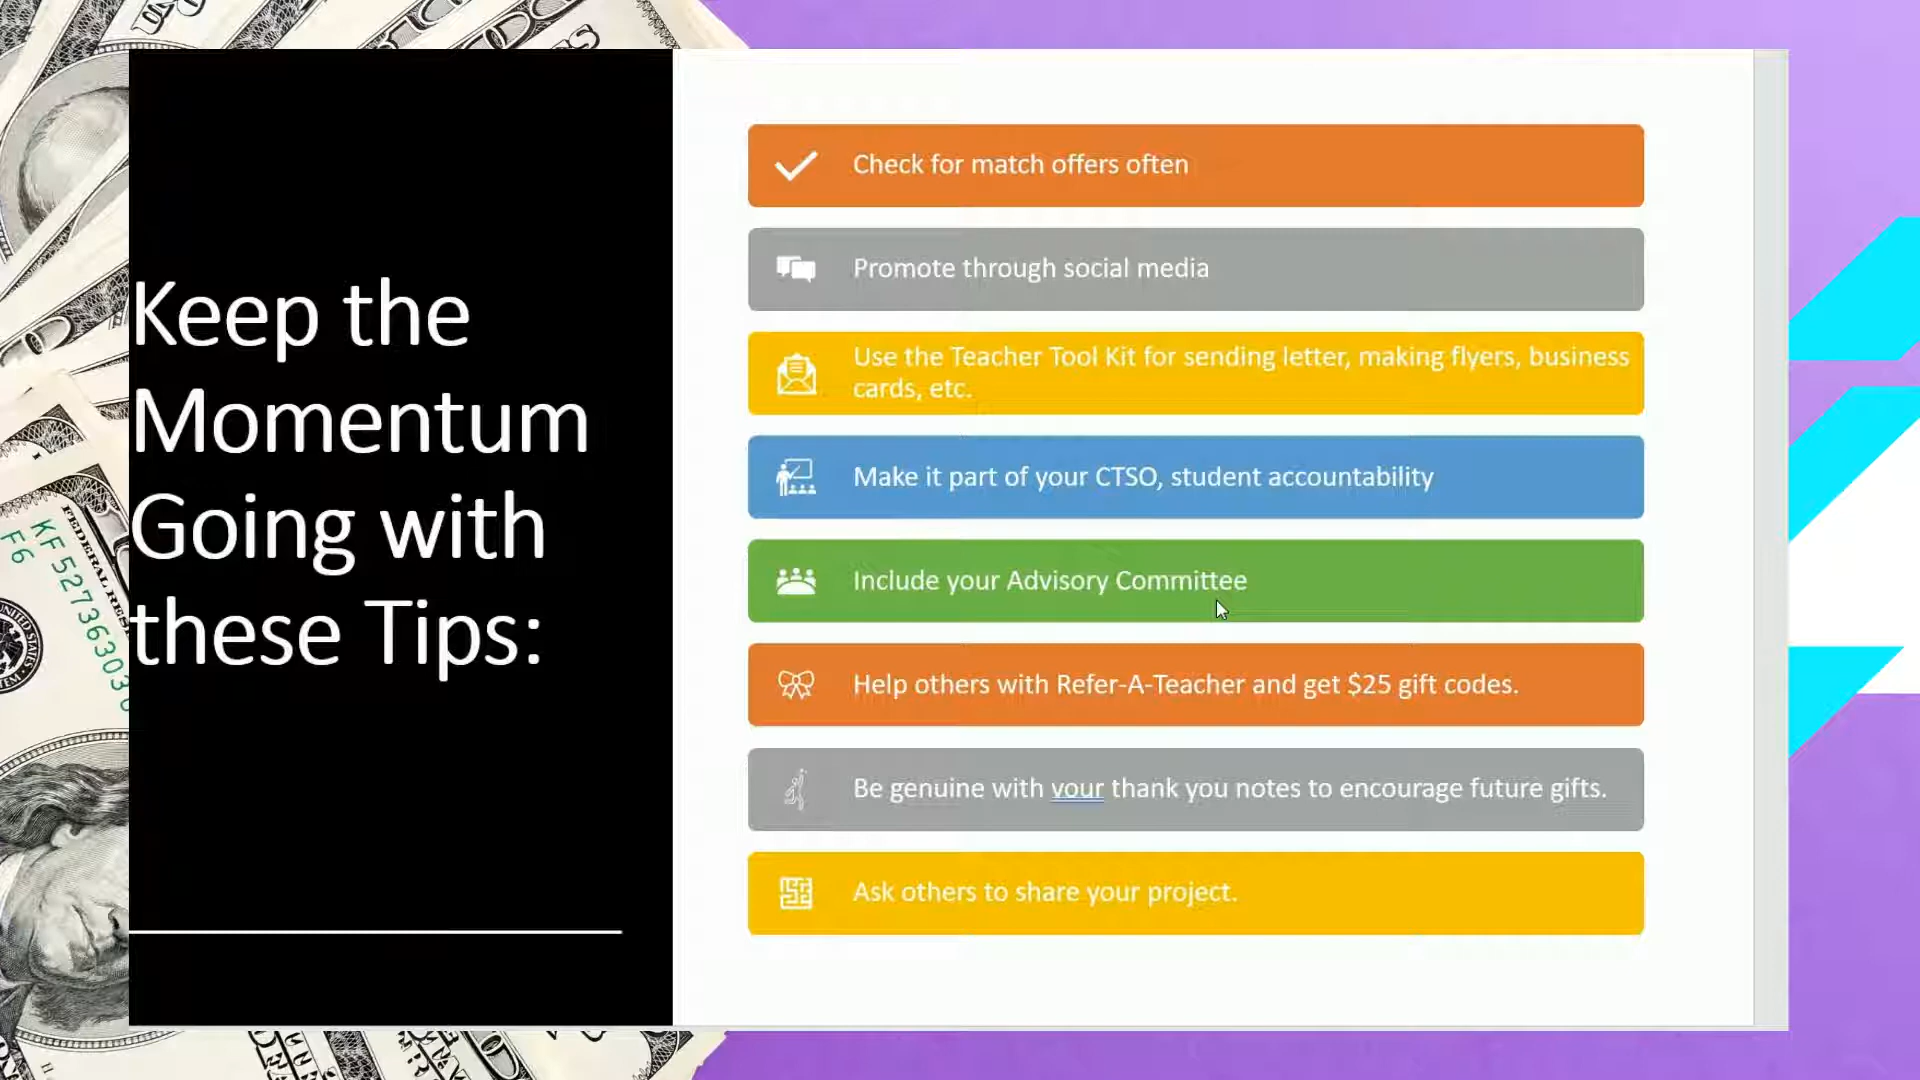 Keep the
Momentum
Going with
these Tips:
Check for match offers often
Promote through social media
Use the Teacher Tool Kit for sending letter, making flyers, business
cards, etc.
Make it part of your CTSO, student accountability
Include your Advisory Committee
Help others with Refer-A-Teacher and get $25 gift codes.
Be genuine with your thank you notes to encourage future gifts.
Ask others to share your project.